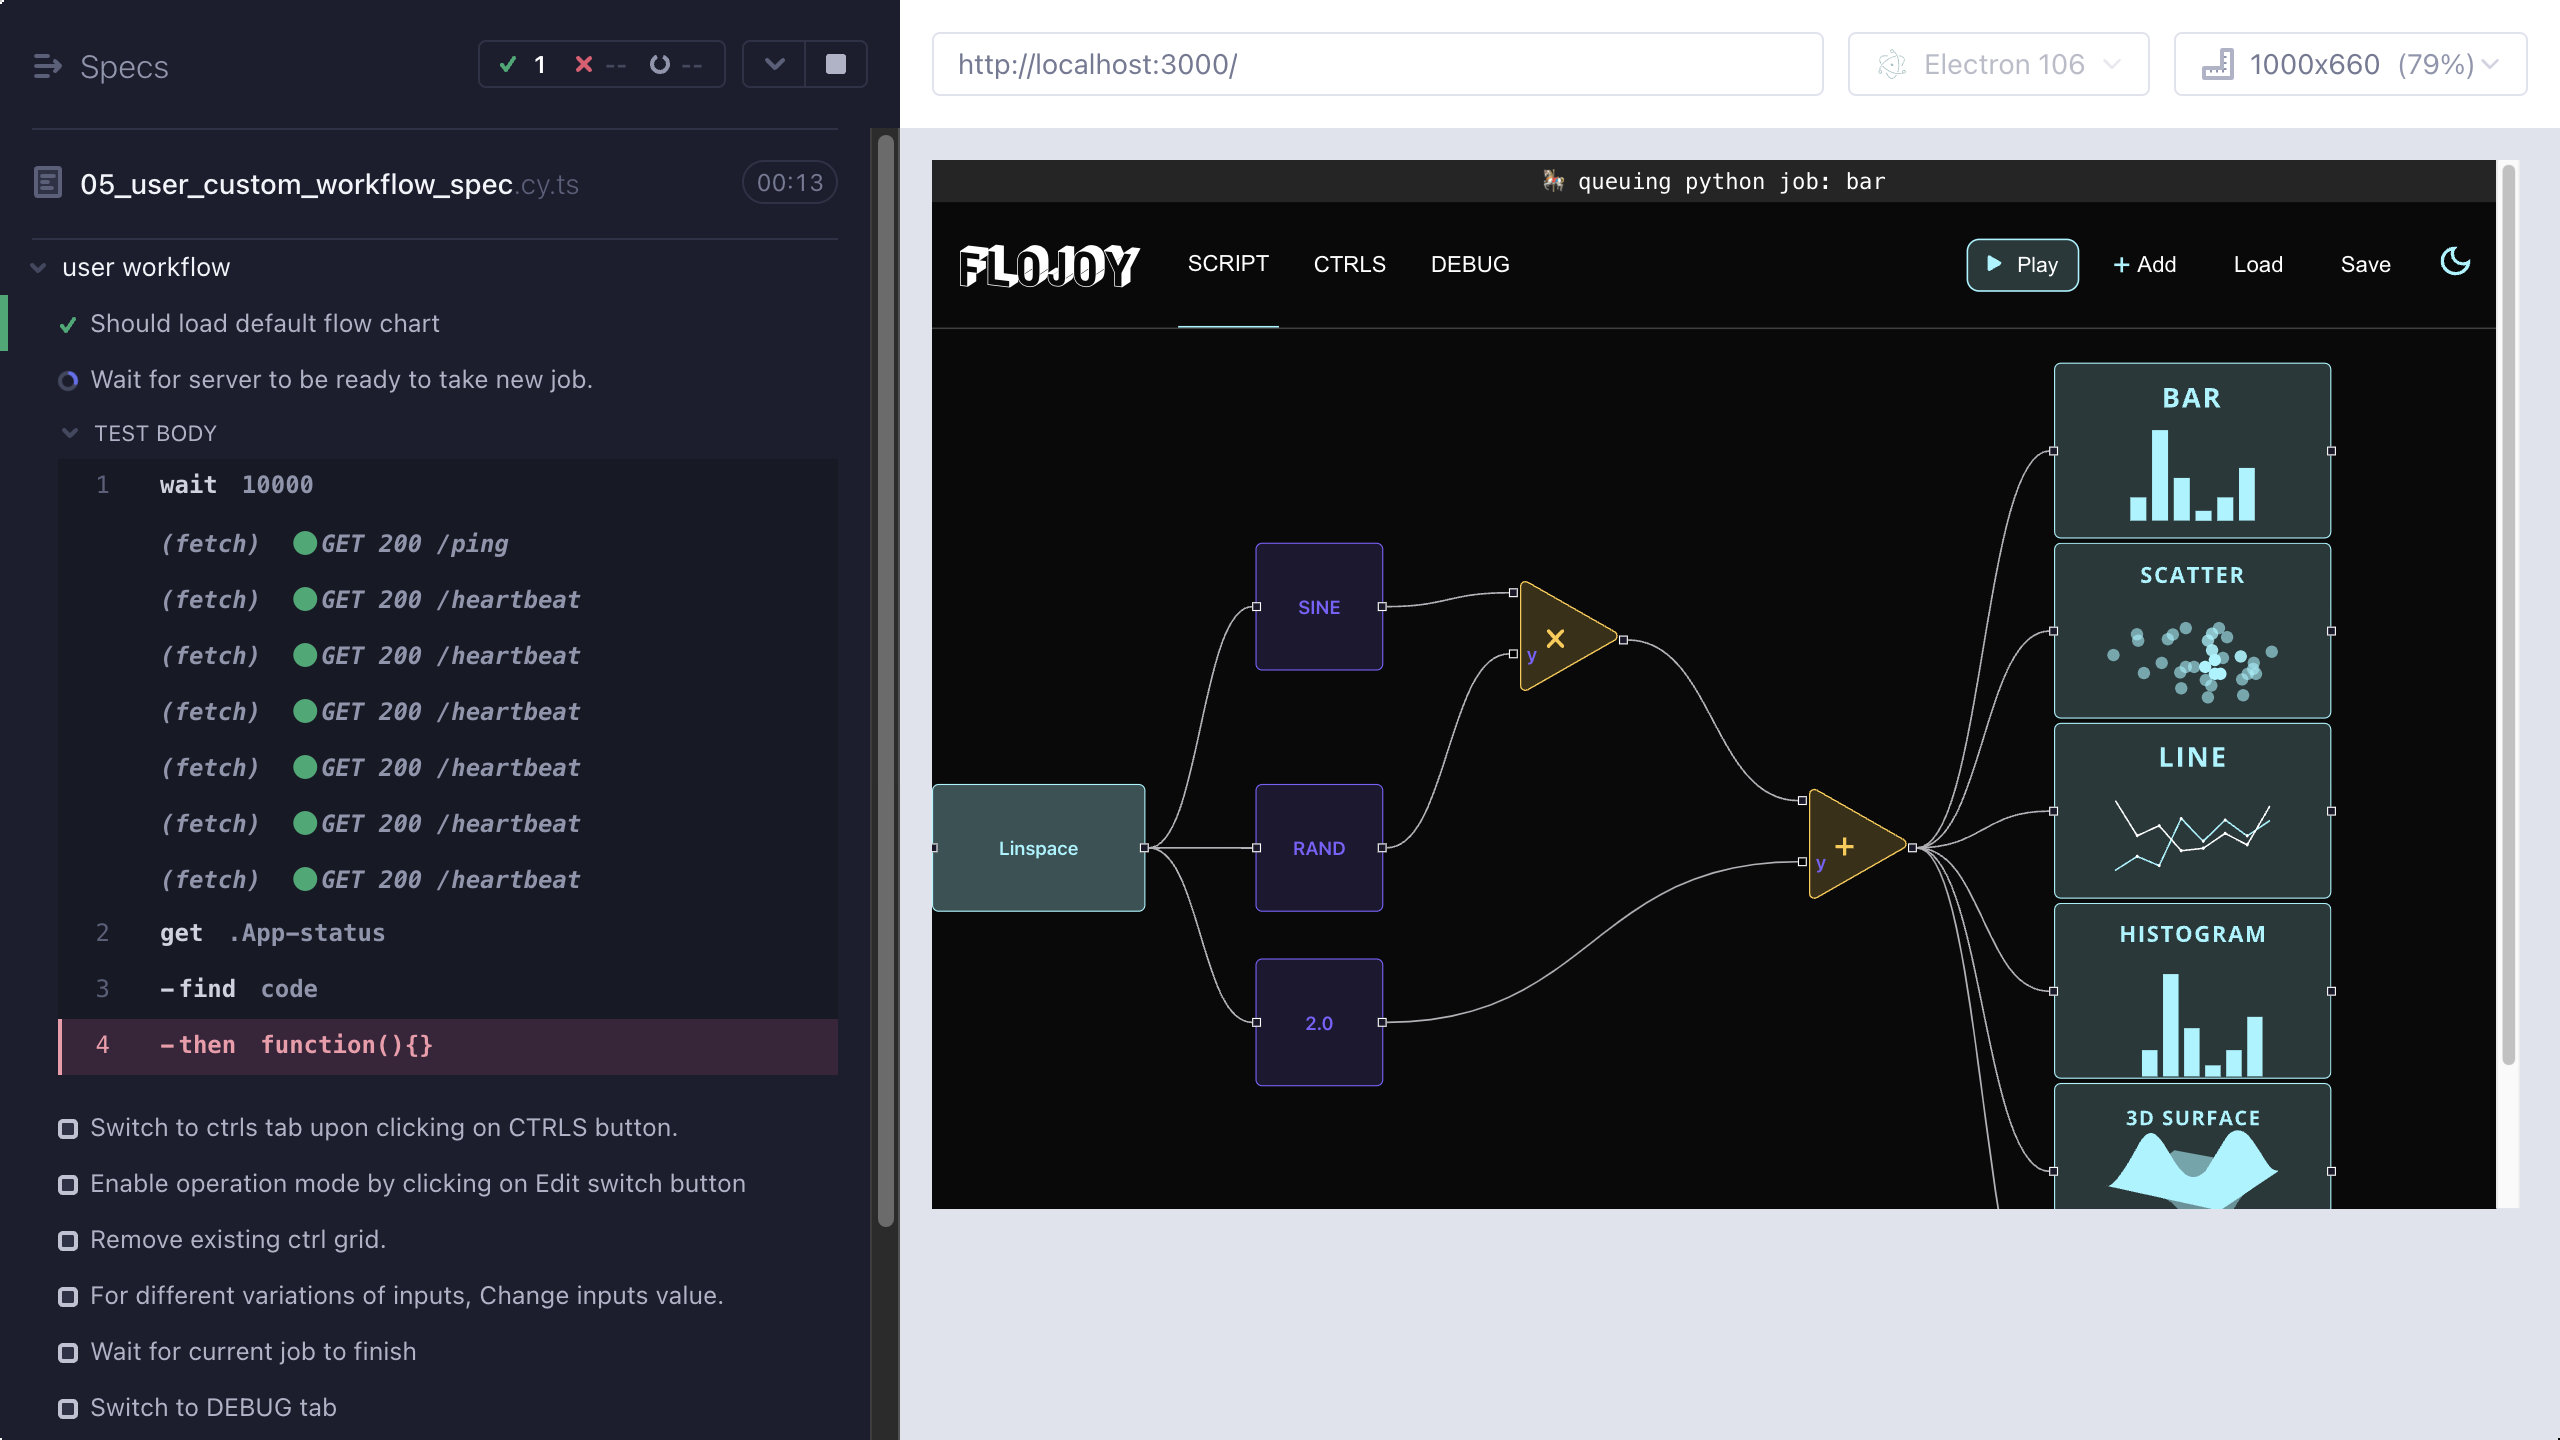 Specs
1
--
--
05_user_custom_workflow_spec.cy.ts
00:13
user workflow
Should load default flow chart
Wait for server to be ready to take new job.
TEST BODY
1 wait 10000
(fetch) GET 200 /ping
(fetch) GET 200 /heartbeat
(fetch) GET 200 /heartbeat
(fetch) GET 200 /heartbeat
(fetch) GET 200 /heartbeat
(fetch) GET 200 /heartbeat
(fetch) GET 200 /heartbeat
2 get .App-status
3 -find code
4 -then function(){}
Switch to ctrls tab upon clicking on CTRLS button.
Enable operation mode by clicking on Edit switch button
Remove existing ctrl grid.
For different variations of inputs, Change inputs value.
Wait for current job to finish
Switch to DEBUG tab
http://localhost:3000/
Electron 106
1000x660 (79%)
🎠 queuing python job: bar
FLOJOY
SCRIPT
CTRLS
DEBUG
Play
+ Add
Load
Save
BAR
SCATTER
LINE
HISTOGRAM
3D SURFACE
SINE
×
y
Linspace
RAND
+
y
2.0